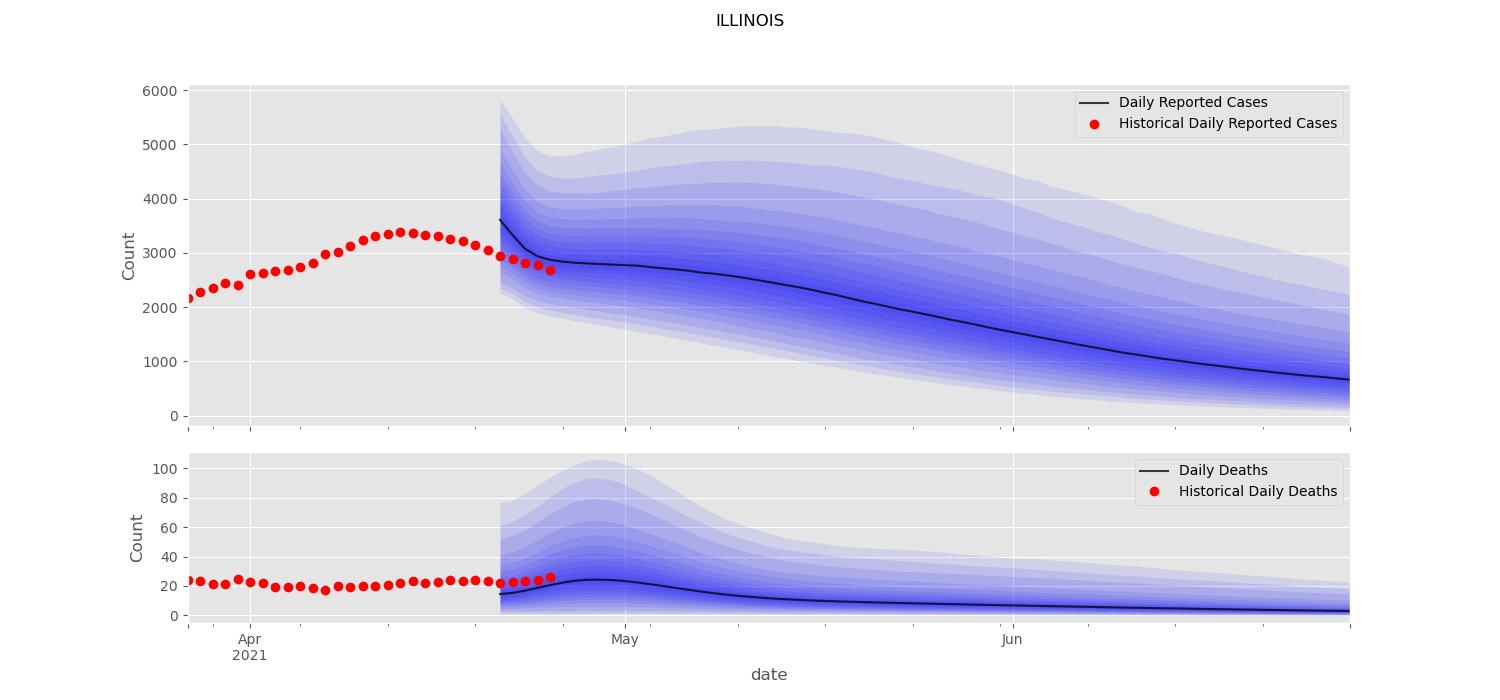 ILLINOIS
6000
5000
4000
3000
2000
1000
0
Count
Daily Reported Cases
Historical Daily Reported Cases
100
80
60
40
20
0
Count
Daily Deaths
Historical Daily Deaths
Apr
2021
May
Jun
date